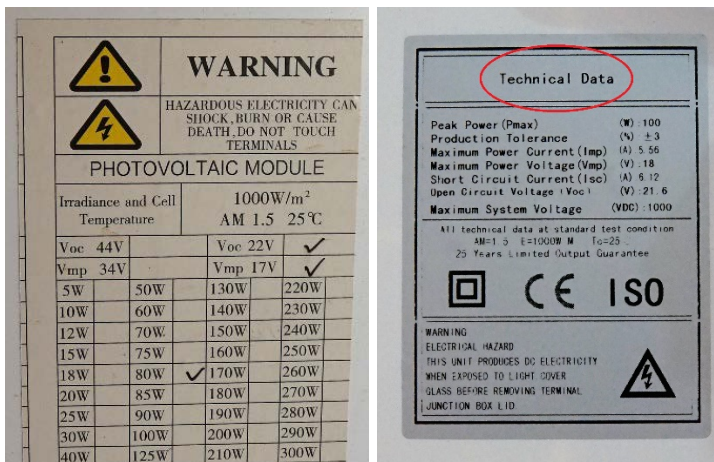 WARNING
HAZARDOUS ELECTRICITY CAN
SHOCK, BURN OR CAUSE
DEATH, DO NOT TOUCH
TERMINALS
PHOTOVOLTAIC MODULE
Irradiance and Cell Temperature 1000W/m² AM 1.5 25℃
Voc 44V Voc 22V ✓
Vmp 34V Vmp 17V ✓
5W 50W 130W 220W
10W 60W 140W 230W
12W 70W 150W 240W
15W 75W 160W 250W
18W 80W ✓ 170W 260W
20W 85W 180W 270W
25W 90W 190W 280W
30W 100W 200W 290W
40W 125W 210W 300W
Technical Data
Peak Power(Pmax) (W):100
Production Tolerance (%) ±3
Maximum Power Current(Imp) (A) 5.56
Maximum Power Voltage(Vmp) (V):18
Short Circuit Current(Isc) (A) 6.12
Open Circuit Voltage (Voc) (V):21.6
Maximum System Voltage (VDC):1000
All technical data at standard test condition
AM=1.5 E=1000W M Tc=25
25 Years Limited Output Guarantee
CE ISO
WARNING
ELECTRICAL HAZARD
THIS UNIT PRODUCES DC ELECTRICITY
WHEN EXPOSED TO LIGHT COVER
GLASS BEFORE REMOVING TERMINAL
JUNCTION BOX LID